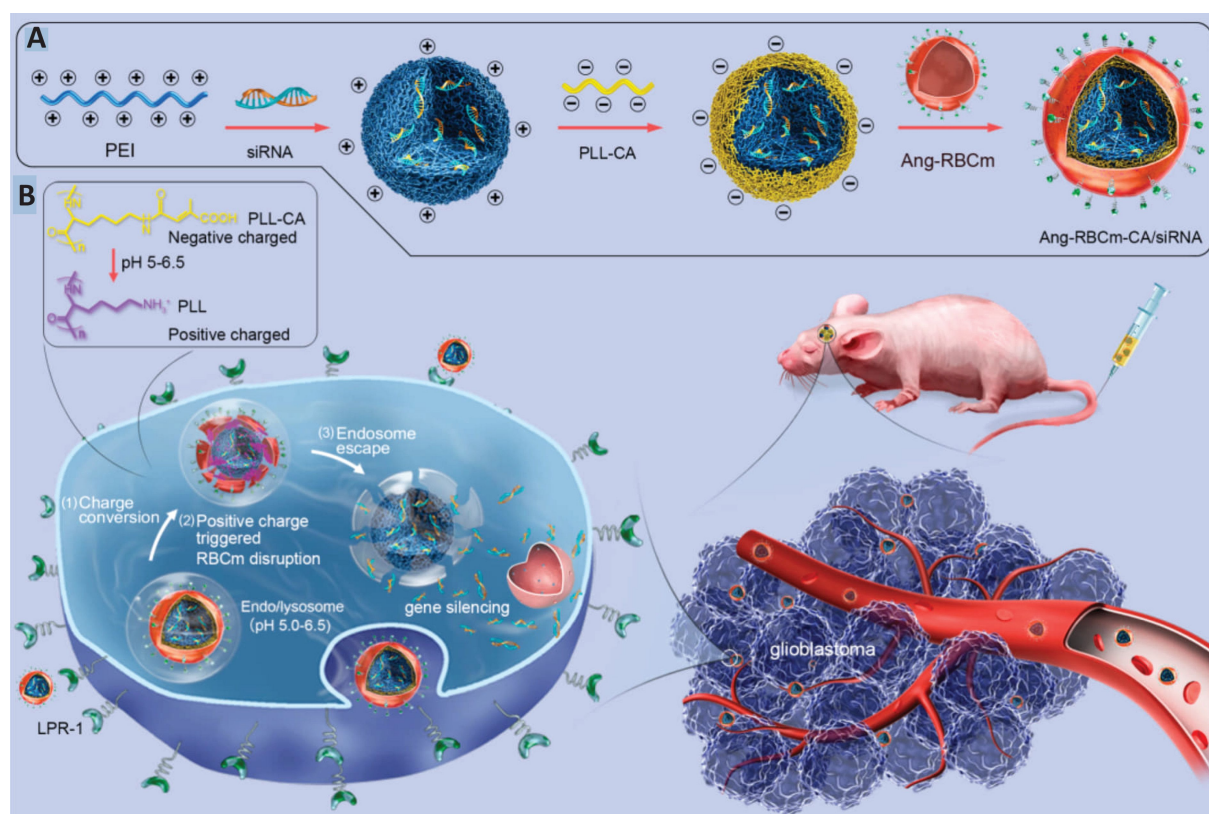 A
PEI
siRNA
PLL-CA
Ang-RBCm
Ang-RBCm-CA/siRNA
B
HN
O
n
O
N
H
COOH
PLL-CA
Negative charged
pH 5-6.5
HN
O
n
NH₃⁺
PLL
Positive charged
(1) Charge
conversion
(2) Positive charge
triggered
RBCm disruption
(3) Endosome
escape
Endo/lysosome
(pH 5.0-6.5)
gene silencing
LPR-1
glioblastoma